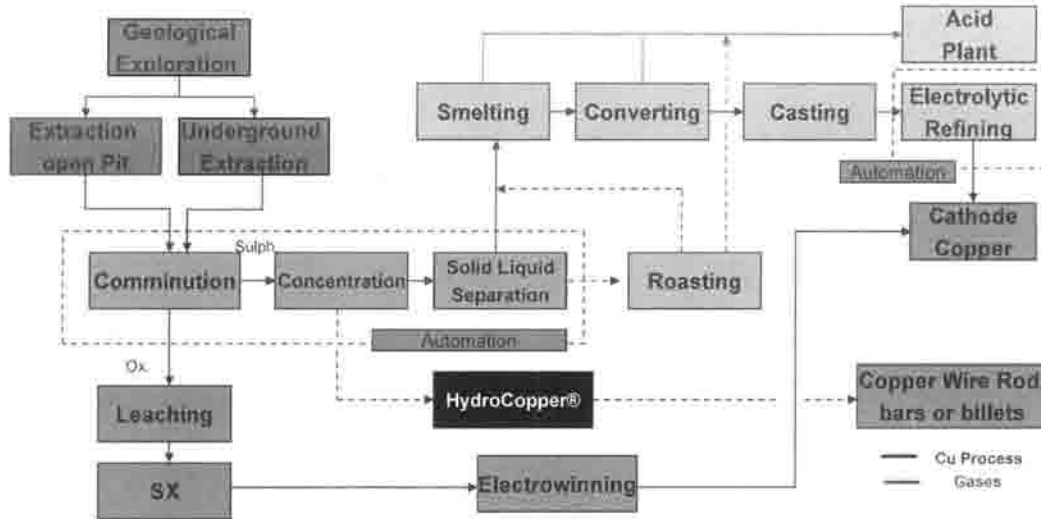 Geological
Exploration
Acid
Plant
Smelting
Converting
Casting
Electrolytic
Refining
Extraction
open Pit
Underground
Extraction
Automation
Cathode
Copper
Sulph
Comminution
Concentration
Solid Liquid
Separation
Roasting
Automation
Ox.
HydroCopper®
Copper Wire Rod,
bars or billets
Leaching
Cu Process
Gases
SX
Electrowinning